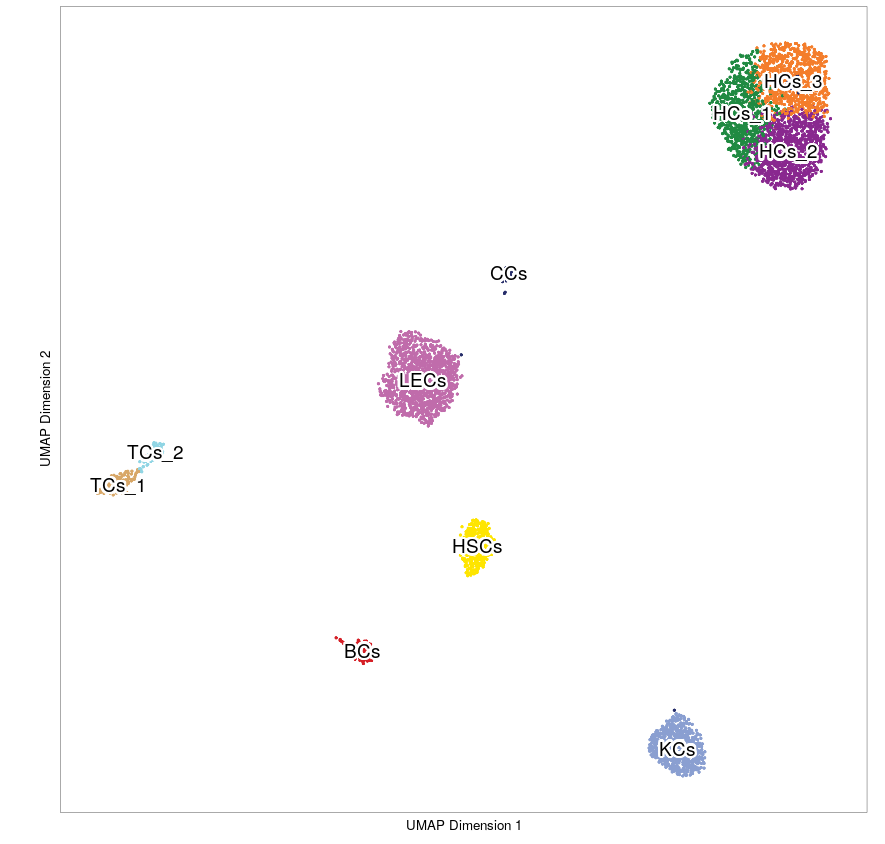 HCs_3
HCs_1
HCs_2
CCs
LECs
TCs_2
TCs_1
HSCs
BCs
KCs
UMAP Dimension 2
UMAP Dimension 1